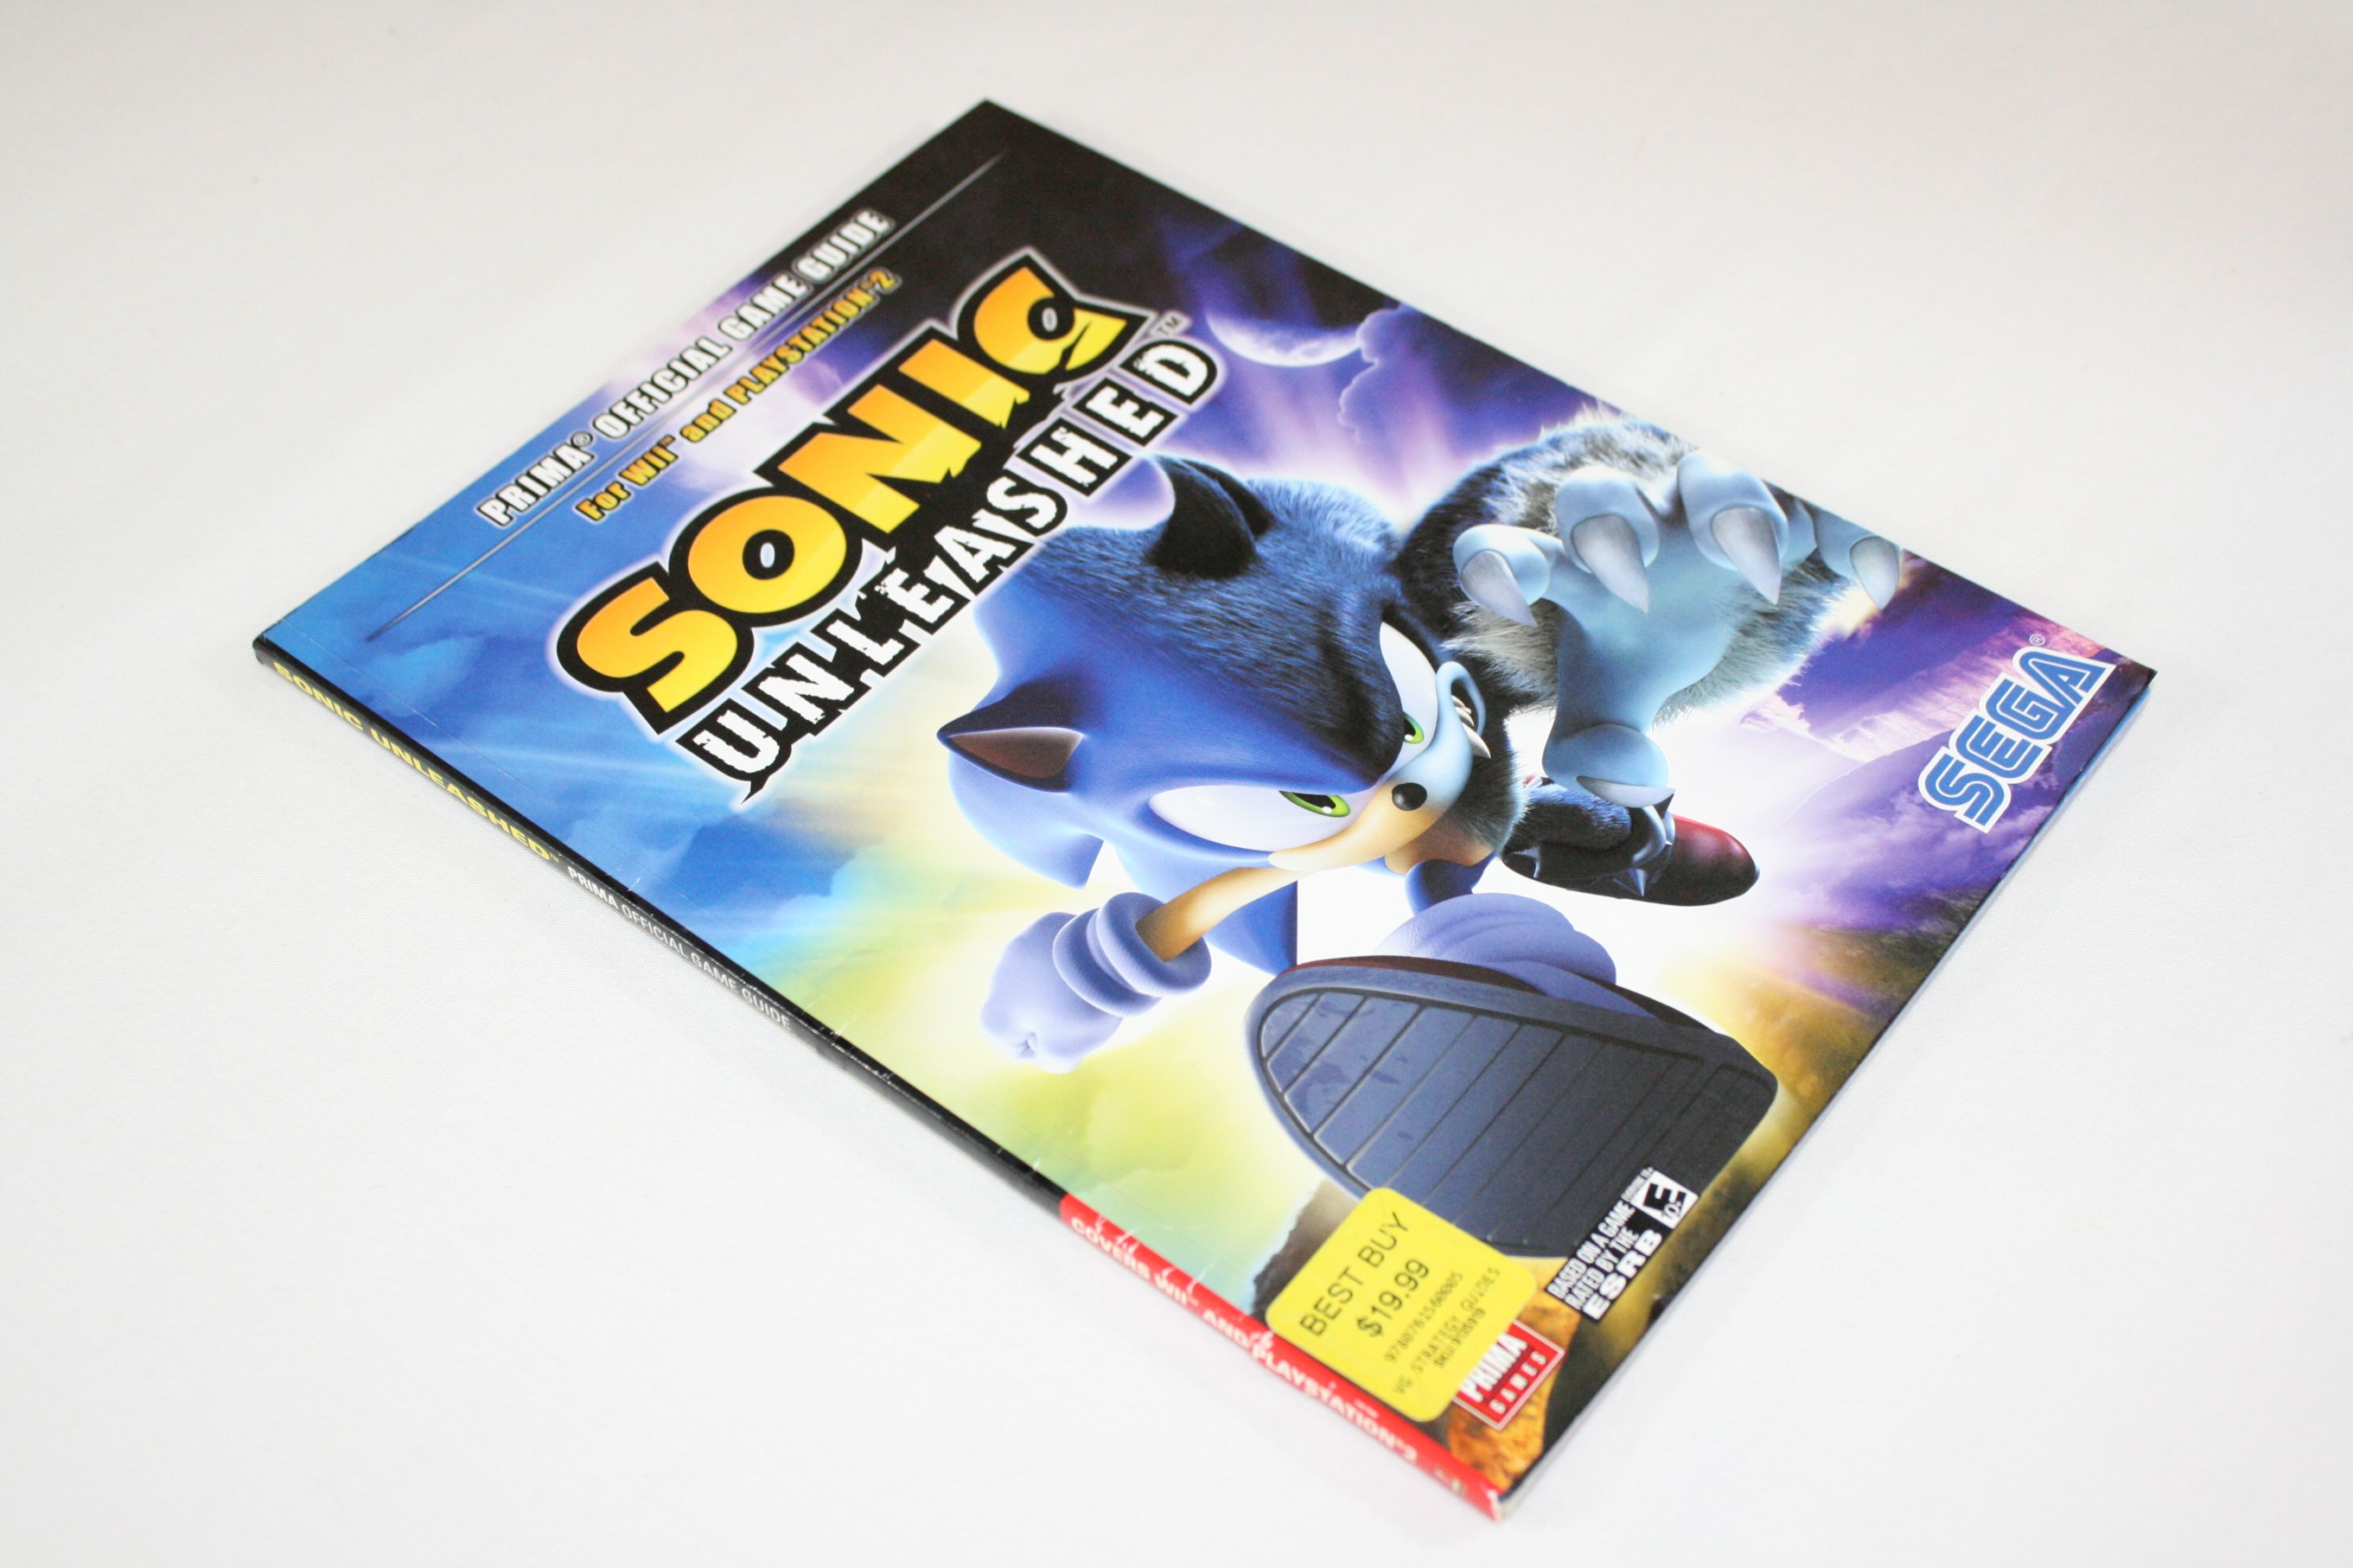 PRIMA® OFFICIAL GAME GUIDE
For Wii™ and PLAYSTATION®2
SONIC
UNLEASHED™
SEGA®
BASED ON A GAME
RATED BY THE
ESRB
E
10+
BEST BUY
$19.99
9780761560005
VG STRATEGY GUIDES
PRIMA
GAMES
SONIC UNLEASHED™ PRIMA OFFICIAL GAME GUIDE
COVERS WII™ AND PLAYSTATION®2